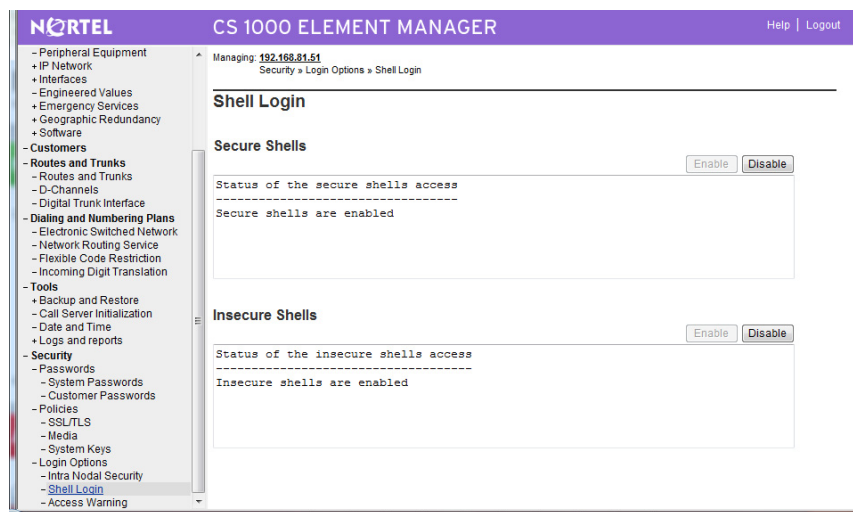 NORTEL
CS 1000 ELEMENT MANAGER
Help | Logout
– Peripheral Equipment
+ IP Network
+ Interfaces
– Engineered Values
+ Emergency Services
+ Geographic Redundancy
+ Software
– Customers
– Routes and Trunks
– Routes and Trunks
– D-Channels
– Digital Trunk Interface
– Dialing and Numbering Plans
– Electronic Switched Network
– Network Routing Service
– Flexible Code Restriction
– Incoming Digit Translation
– Tools
+ Backup and Restore
– Call Server Initialization
– Date and Time
+ Logs and reports
– Security
– Passwords
– System Passwords
– Customer Passwords
– Policies
– SSL/TLS
– Media
– System Keys
– Login Options
– Intra Nodal Security
– Shell Login
– Access Warning
Managing: 192.168.81.51
Security » Login Options » Shell Login
Shell Login
Secure Shells
Enable Disable
Status of the secure shells access
----------------------------------
Secure shells are enabled
Insecure Shells
Enable Disable
Status of the insecure shells access
------------------------------------
Insecure shells are enabled